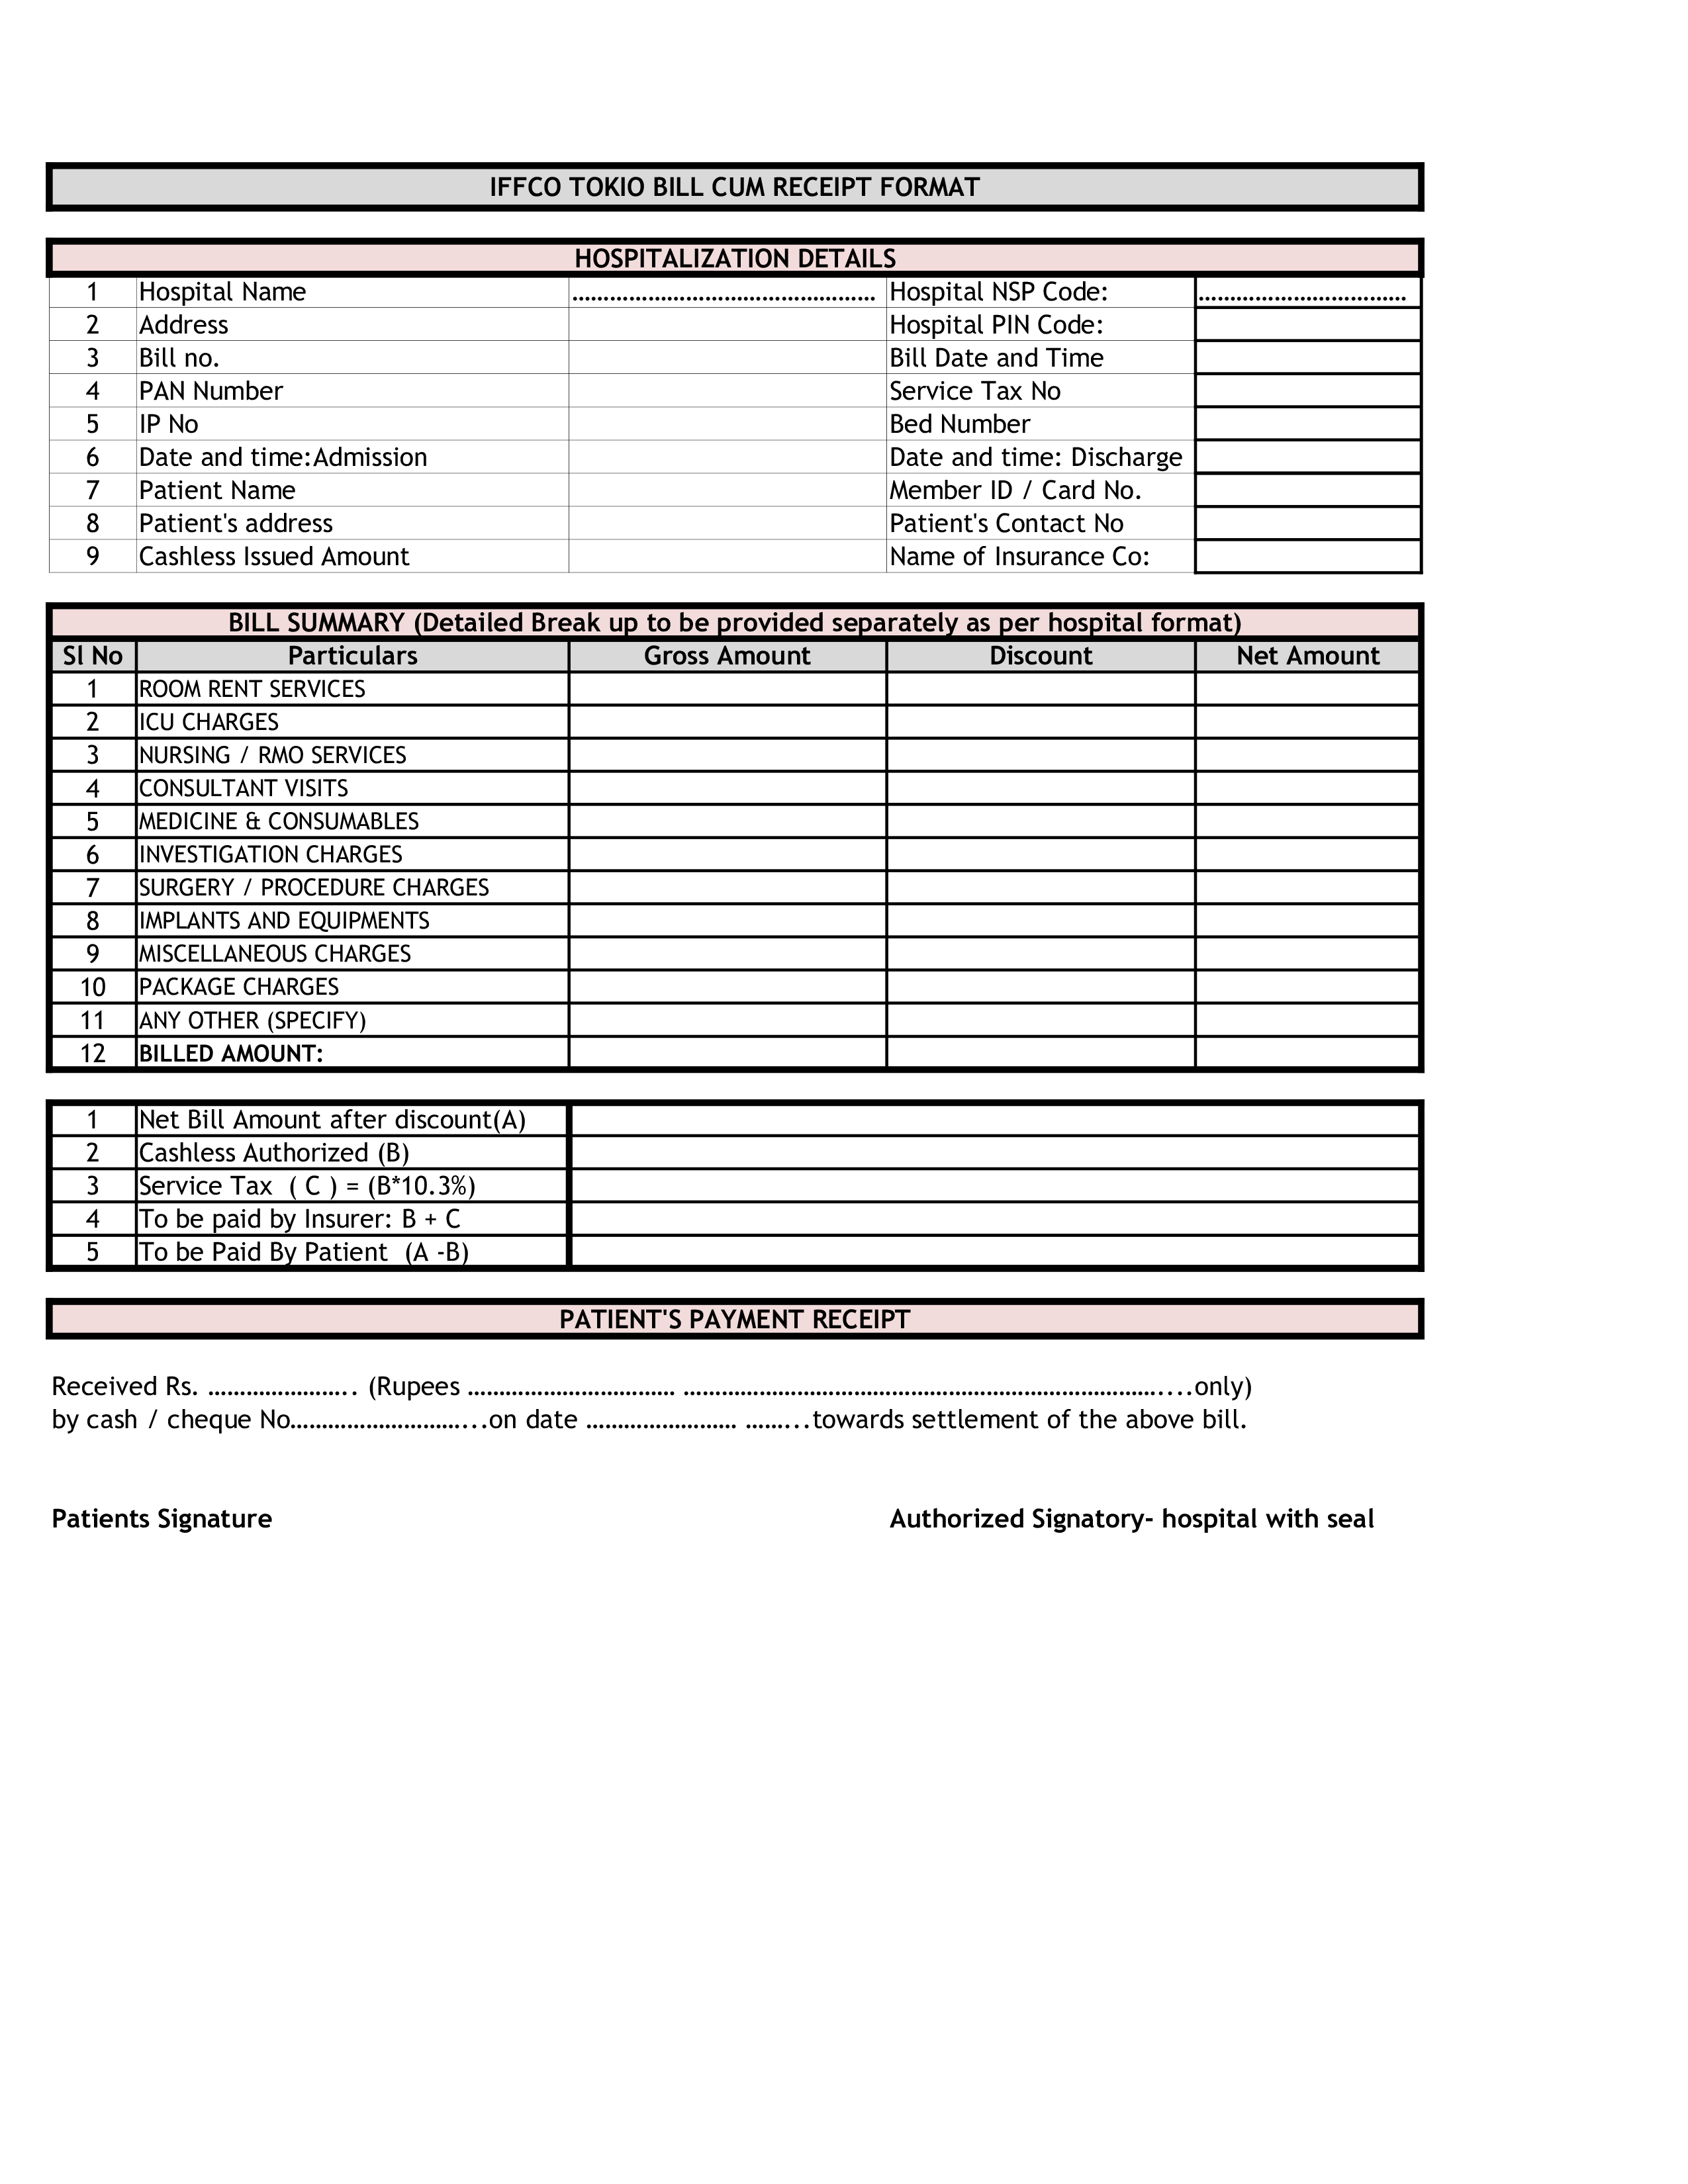 IFFCO TOKIO BILL CUM RECEIPT FORMAT
HOSPITALIZATION DETAILS
1 Hospital Name ………………………………………… Hospital NSP Code: ……………………………
2 Address Hospital PIN Code:
3 Bill no. Bill Date and Time
4 PAN Number Service Tax No
5 IP No Bed Number
6 Date and time:Admission Date and time: Discharge
7 Patient Name Member ID / Card No.
8 Patient's address Patient's Contact No
9 Cashless Issued Amount Name of Insurance Co:
BILL SUMMARY (Detailed Break up to be provided separately as per hospital format)
Sl No Particulars Gross Amount Discount Net Amount
1 ROOM RENT SERVICES
2 ICU CHARGES
3 NURSING / RMO SERVICES
4 CONSULTANT VISITS
5 MEDICINE & CONSUMABLES
6 INVESTIGATION CHARGES
7 SURGERY / PROCEDURE CHARGES
8 IMPLANTS AND EQUIPMENTS
9 MISCELLANEOUS CHARGES
10 PACKAGE CHARGES
11 ANY OTHER (SPECIFY)
12 BILLED AMOUNT:
1 Net Bill Amount after discount(A)
2 Cashless Authorized (B)
3 Service Tax ( C ) = (B*10.3%)
4 To be paid by Insurer: B + C
5 To be Paid By Patient (A -B)
PATIENT'S PAYMENT RECEIPT
Received Rs. ………………….. (Rupees …………………………… …………………………………………………………………....only)
by cash / cheque No………………………...on date …………………… ……...towards settlement of the above bill.
Patients Signature Authorized Signatory- hospital with seal